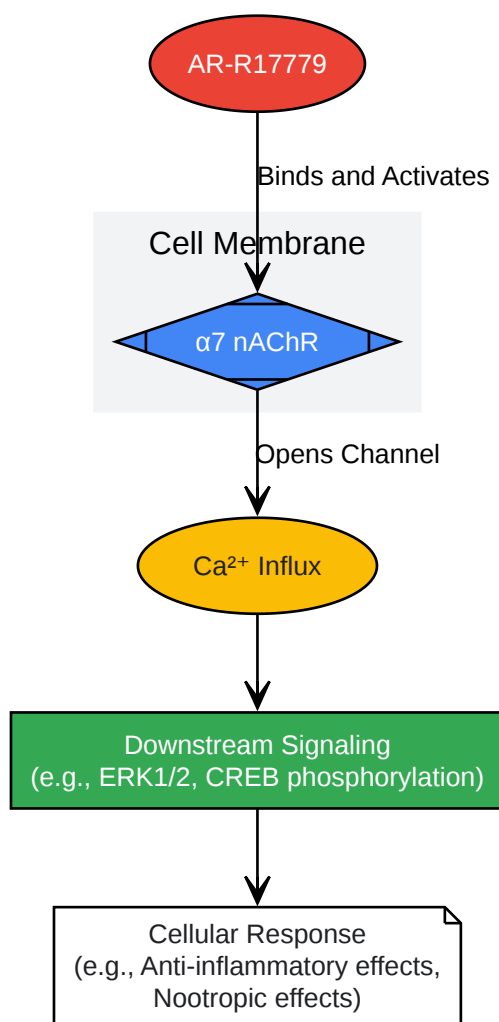 AR-R17779
Binds and Activates
Cell Membrane
α7 nAChR
Opens Channel
Ca²⁺ Influx
Downstream Signaling
(e.g., ERK1/2, CREB phosphorylation)
Cellular Response
(e.g., Anti-inflammatory effects,
Nootropic effects)